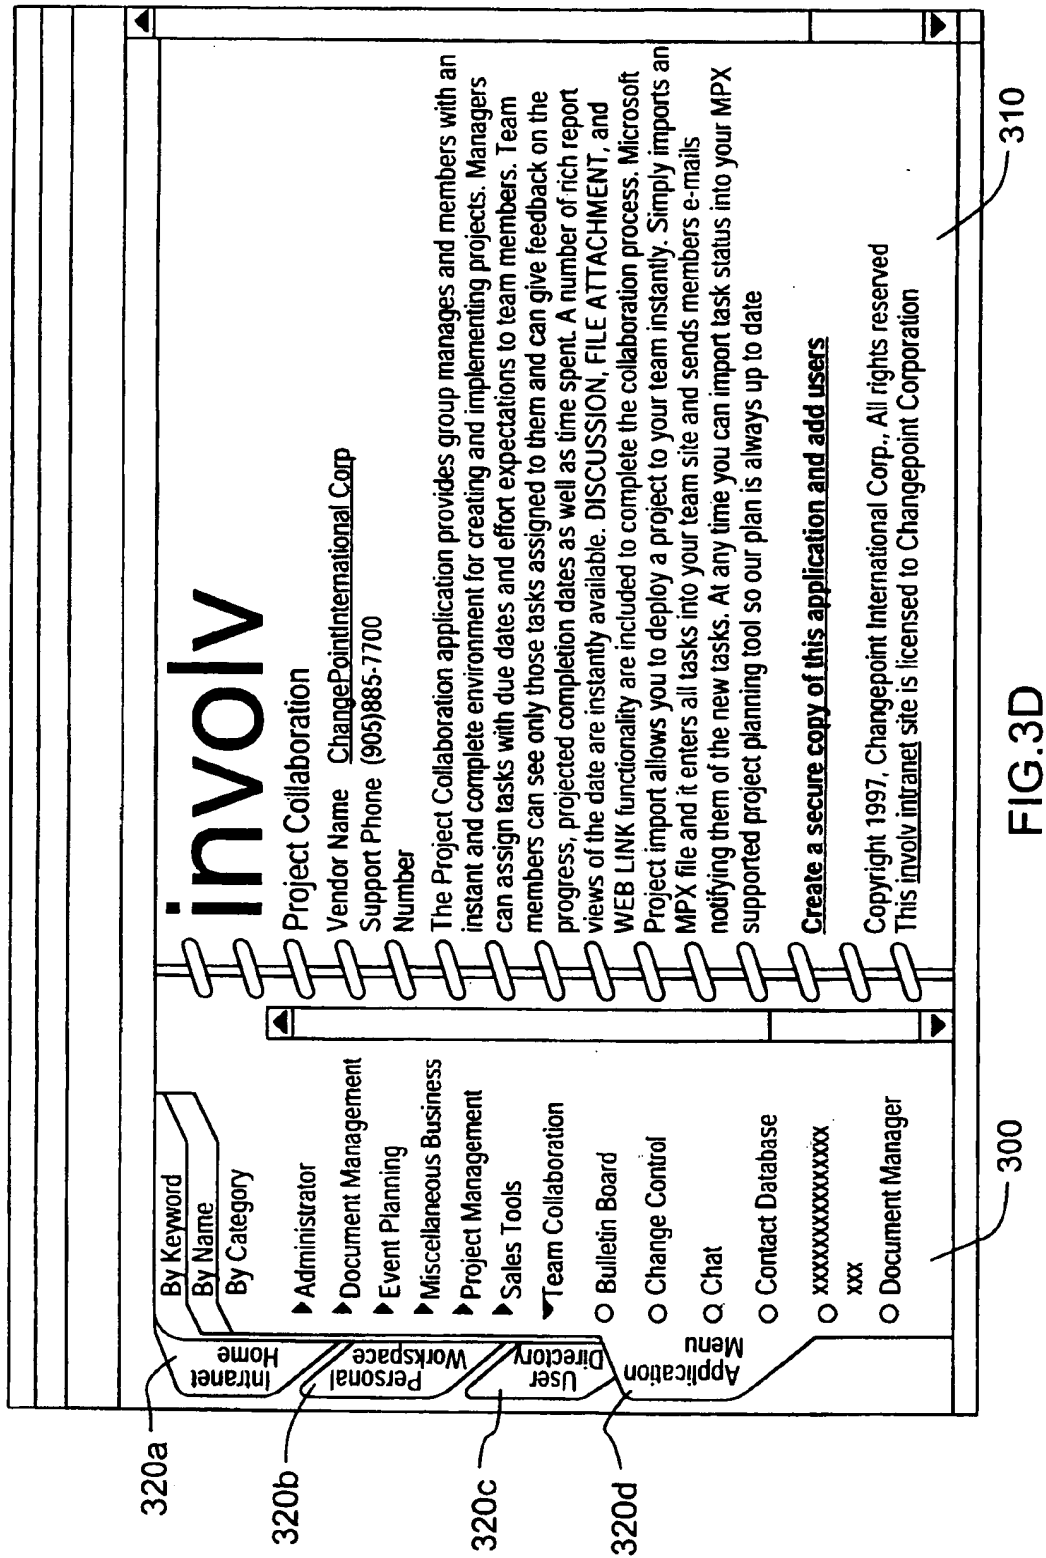 320a
320b
320c
320d
Intranet
Home
Personal
Workspace
User
Directory
Application
Menu
By Keyword
By Name
By Category
Administrator
Document Management
Event Planning
Miscellaneous Business
Project Management
Sales Tools
Team Collaboration
Bulletin Board
Change Control
Chat
Contact Database
xxxxxxxxxxxxxxx
xxx
Document Manager
300
involv
Project Collaboration
Vendor Name ChangePointInternational Corp
Support Phone (905)885-7700
Number
The Project Collaboration application provides group manages and members with an
instant and complete environment for creating and implementing projects. Managers
can assign tasks with due dates and effort expectations to team members. Team
members can see only those tasks assigned to them and can give feedback on the
progress, projected completion dates as well as time spent. A number of rich report
views of the date are instantly available. DISCUSSION, FILE ATTACHMENT, and
WEB LINK functionality are included to complete the collaboration process. Microsoft
Project import allows you to deploy a project to your team instantly. Simply imports an
MPX file and it enters all tasks into your team site and sends members e-mails
notifying them of the new tasks. At any time you can import task status into your MPX
supported project planning tool so our plan is always up to date
Create a secure copy of this application and add users
Copyright 1997, Changepoint International Corp., All rights reserved
This involv intranet site is licensed to Changepoint Corporation
310
FIG.3D